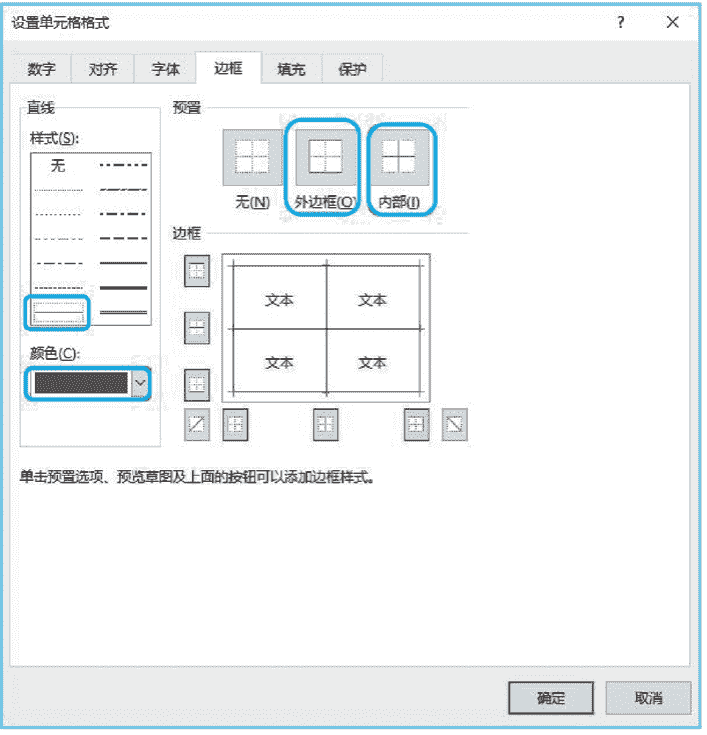 设置单元格格式 ? ×
数字 对齐 字体 边框 填充 保护
直线
样式(S):
无
颜色(C):
预置
无(N) 外边框(O) 内部(I)
边框
文本 文本
文本 文本
单击预置选项、预览草图及上面的按钮可以添加边框样式。
确定 取消